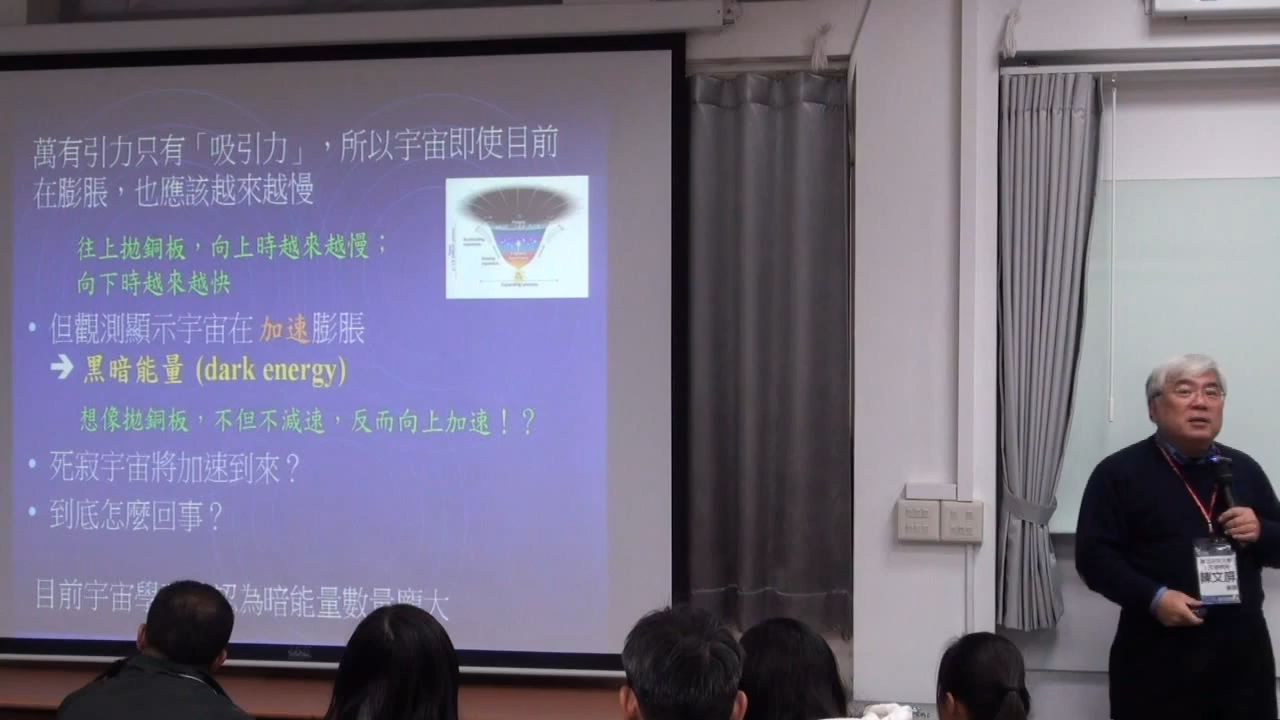 萬有引力只有「吸引力」，所以宇宙即使目前
在膨脹，也應該越來越慢
往上拋銅板，向上時越來越慢；
向下時越來越快
• 但觀測顯示宇宙在 加速膨脹
➔ 黑暗能量 (dark energy)
想像拋銅板，不但不減速，反而向上加速！？
• 死寂宇宙將加速到來？
• 到底怎麼回事？
目前宇宙學 認為暗能量數量龐大
陳文屏